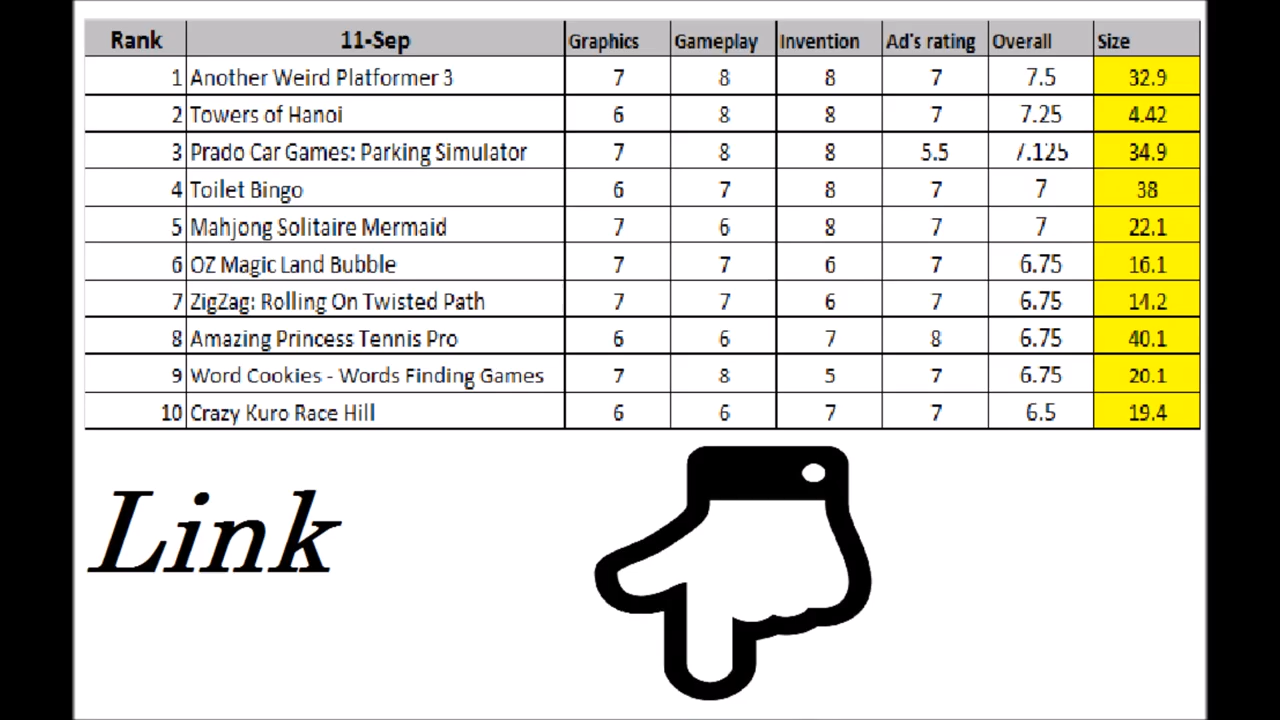 Rank 11-Sep Graphics Gameplay Invention Ad's rating Overall Size
1 Another Weird Platformer 3 7 8 8 7 7.5 32.9
2 Towers of Hanoi 6 8 8 7 7.25 4.42
3 Prado Car Games: Parking Simulator 7 8 8 5.5 7.125 34.9
4 Toilet Bingo 6 7 8 7 7 38
5 Mahjong Solitaire Mermaid 7 6 8 7 7 22.1
6 OZ Magic Land Bubble 7 7 6 7 6.75 16.1
7 ZigZag: Rolling On Twisted Path 7 7 6 7 6.75 14.2
8 Amazing Princess Tennis Pro 6 6 7 8 6.75 40.1
9 Word Cookies - Words Finding Games 7 8 5 7 6.75 20.1
10 Crazy Kuro Race Hill 6 6 7 7 6.5 19.4
Link